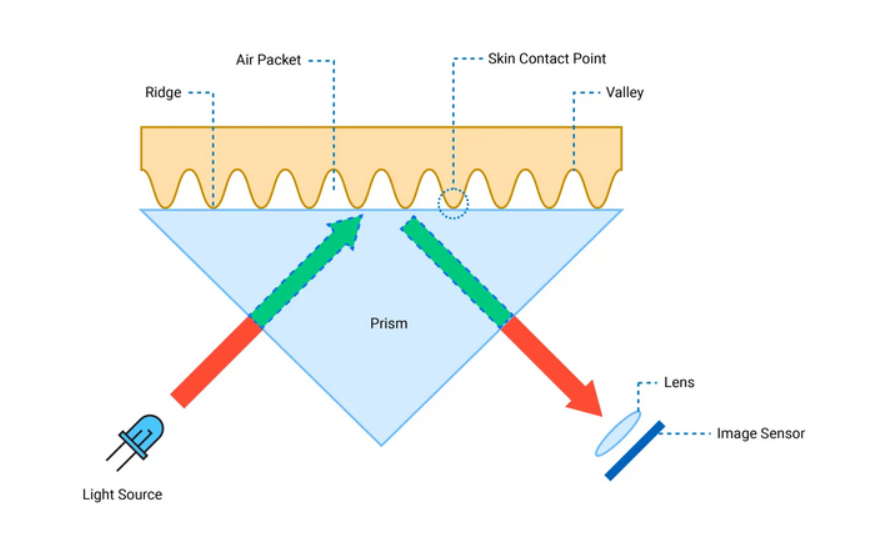 Air Packet
Skin Contact Point
Ridge
Valley
Prism
Lens
Image Sensor
Light Source